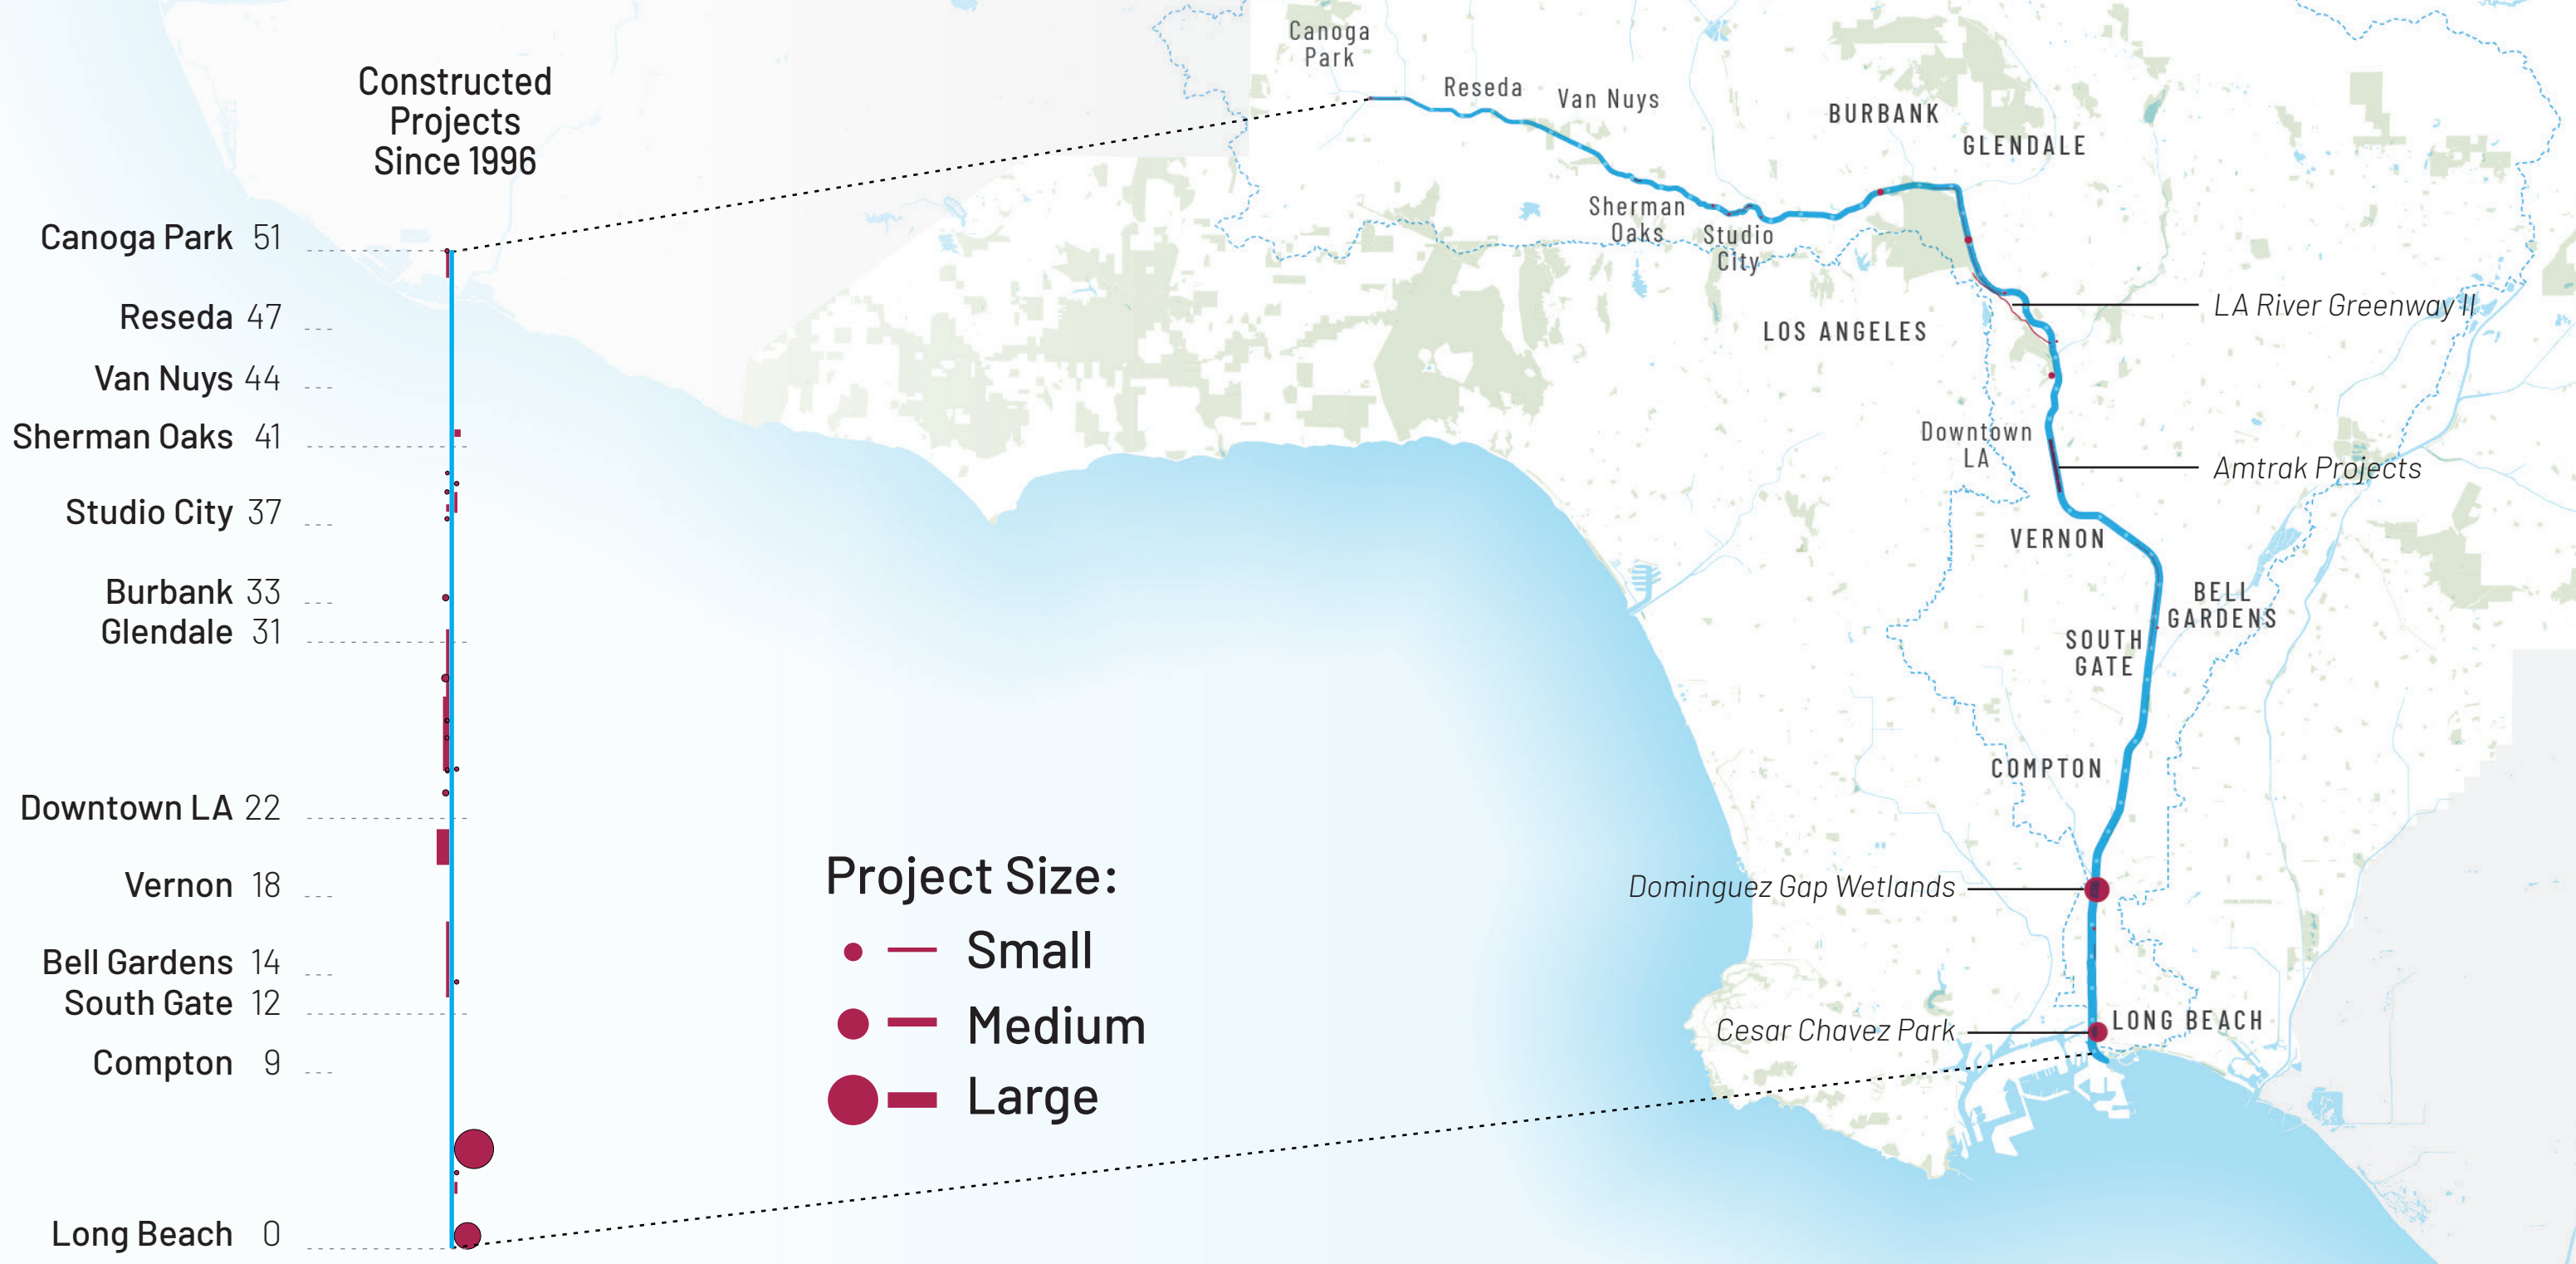 Constructed
Projects
Since 1996
Canoga Park 51
Reseda 47
Van Nuys 44
Sherman Oaks 41
Studio City 37
Burbank 33
Glendale 31
Downtown LA 22
Vernon 18
Bell Gardens 14
South Gate 12
Compton 9
Long Beach 0
Project Size:
Small
Medium
Large
Canoga
Park
Reseda
Van Nuys
BURBANK
GLENDALE
Sherman
Oaks
Studio
City
LA River Greenway II
LOS ANGELES
Downtown
LA
Amtrak Projects
VERNON
BELL
GARDENS
SOUTH
GATE
COMPTON
Dominguez Gap Wetlands
Cesar Chavez Park
LONG BEACH